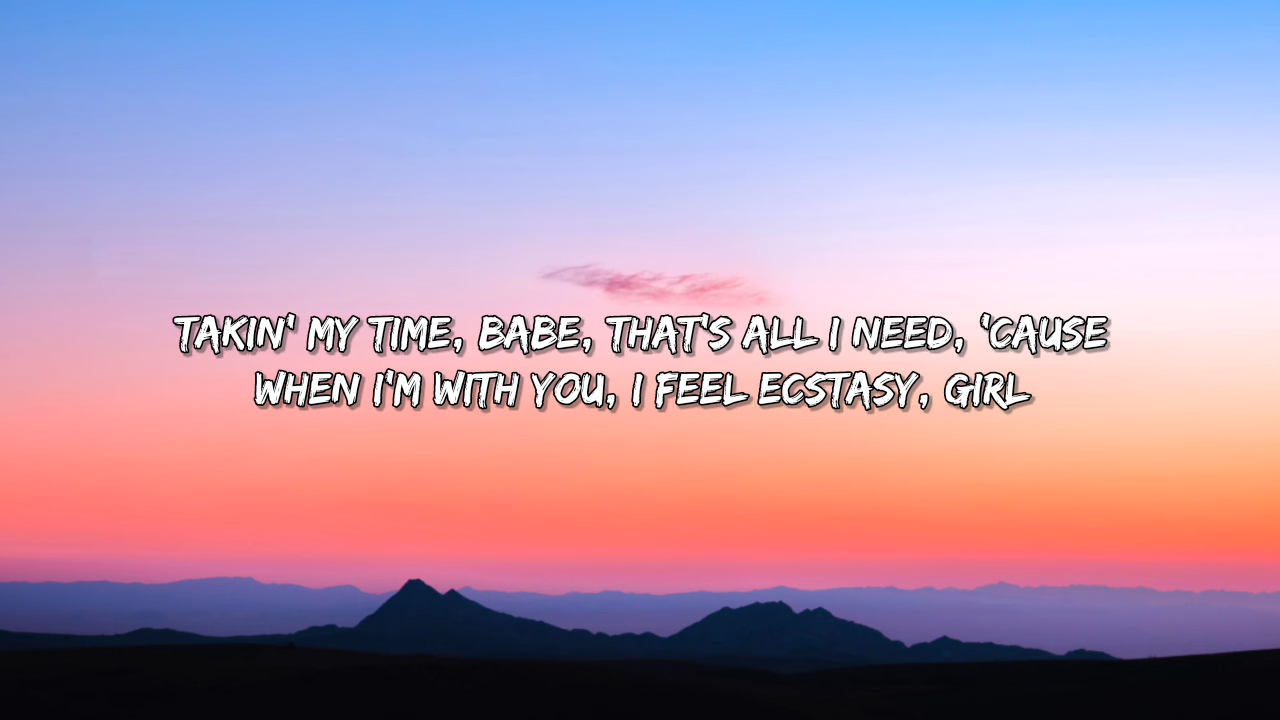 TAKIN' MY TIME, BABE, THAT'S ALL I NEED, 'CAUSE
WHEN I'M WITH YOU, I FEEL ECSTASY, GIRL